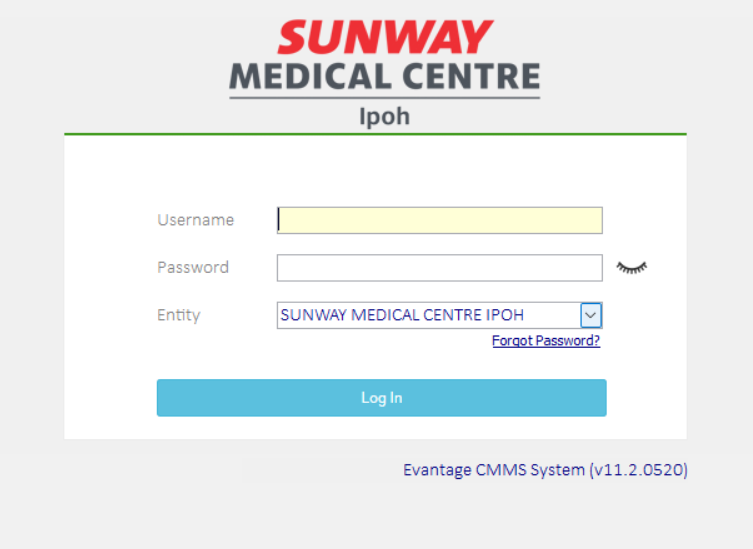 SUNWAY
MEDICAL CENTRE
Ipoh
Username
Password
Entity SUNWAY MEDICAL CENTRE IPOH
Forgot Password?
Log In
Evantage CMMS System (v11.2.0520)